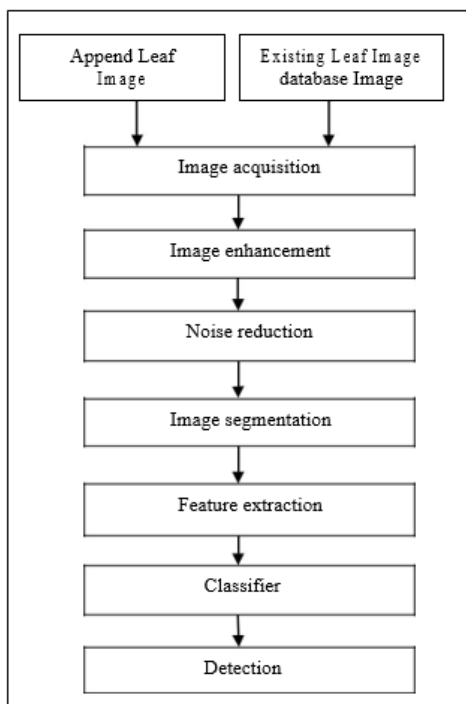 Append Leaf
Image
Existing Leaf Image
database Image
Image acquisition
Image enhancement
Noise reduction
Image segmentation
Feature extraction
Classifier
Detection